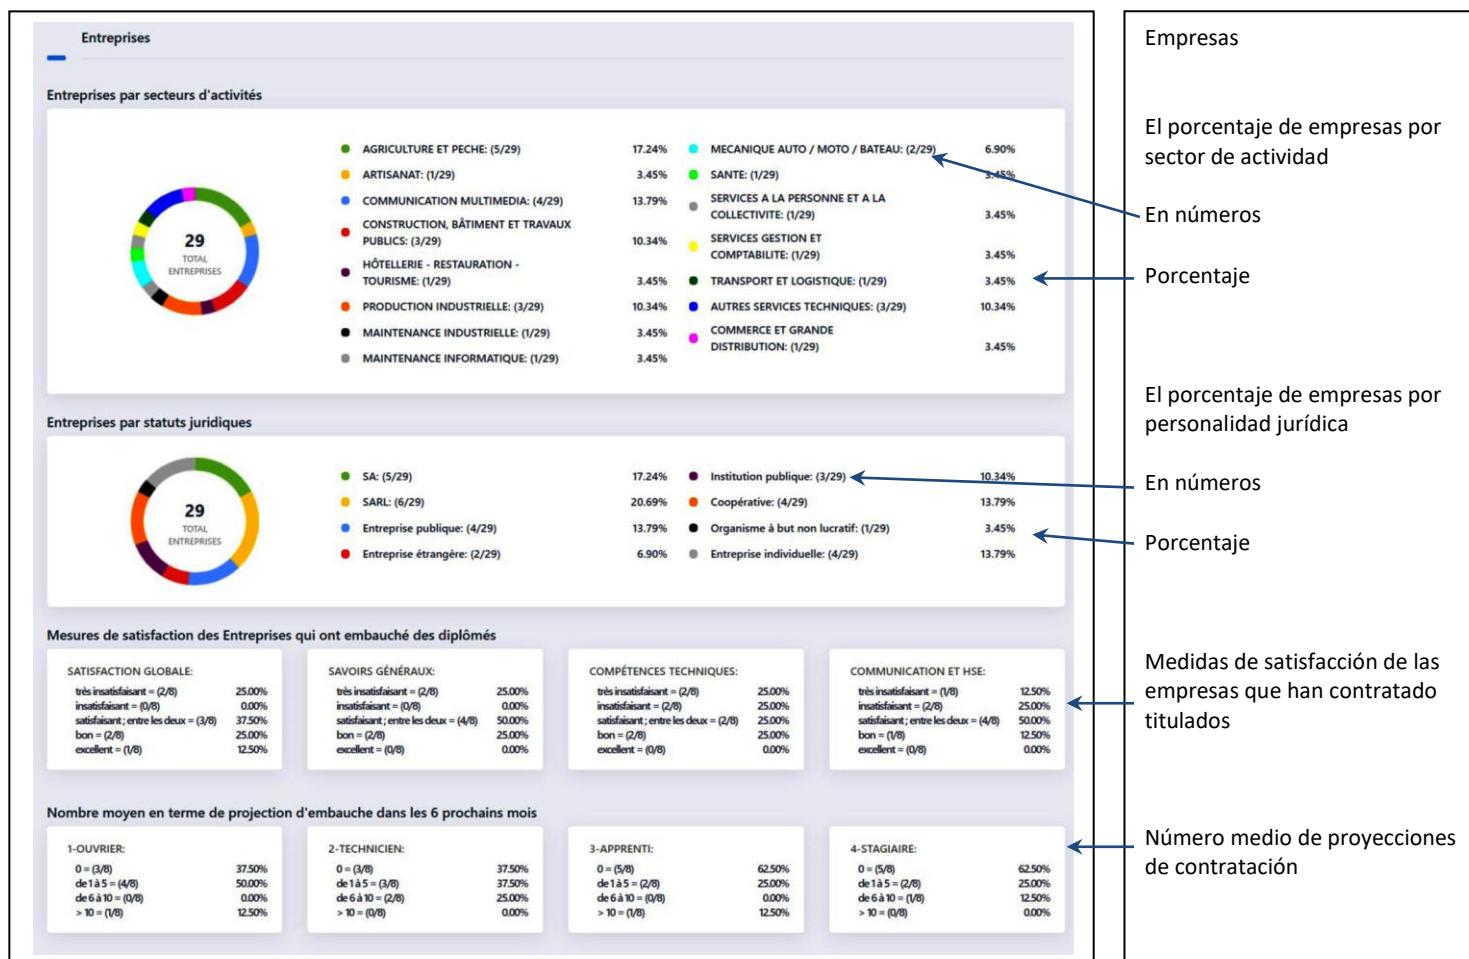 Entreprises
Entreprises par secteurs d'activités
29
TOTAL
ENTREPRISES
AGRICULTURE ET PECHE: (5/29) 17.24%
ARTISANAT: (1/29) 3.45%
COMMUNICATION MULTIMEDIA: (4/29) 13.79%
CONSTRUCTION, BÂTIMENT ET TRAVAUX
PUBLICS: (3/29) 10.34%
HÔTELLERIE - RESTAURATION -
TOURISME: (1/29) 3.45%
PRODUCTION INDUSTRIELLE: (3/29) 10.34%
MAINTENANCE INDUSTRIELLE: (1/29) 3.45%
MAINTENANCE INFORMATIQUE: (1/29) 3.45%
MECANIQUE AUTO / MOTO / BATEAU: (2/29) 6.90%
SANTE: (1/29) 3.45%
SERVICES A LA PERSONNE ET A LA
COLLECTIVITE: (1/29) 3.45%
SERVICES GESTION ET
COMPTABILITE: (1/29) 3.45%
TRANSPORT ET LOGISTIQUE: (1/29) 3.45%
AUTRES SERVICES TECHNIQUES: (3/29) 10.34%
COMMERCE ET GRANDE
DISTRIBUTION: (1/29) 3.45%
Entreprises par statuts juridiques
29
TOTAL
ENTREPRISES
SA: (5/29) 17.24%
SARL: (6/29) 20.69%
Entreprise publique: (4/29) 13.79%
Entreprise étrangère: (2/29) 6.90%
Institution publique: (3/29) 10.34%
Coopérative: (4/29) 13.79%
Organisme à but non lucratif: (1/29) 3.45%
Entreprise individuelle: (4/29) 13.79%
Mesures de satisfaction des Entreprises qui ont embauché des diplômés
SATISFACTION GLOBALE:
très insatisfaisant = (2/8) 25.00%
insatisfaisant = (0/8) 0.00%
satisfaisant ; entre les deux = (3/8) 37.50%
bon = (2/8) 25.00%
excellent = (1/8) 12.50%
SAVOIRS GÉNÉRAUX:
très insatisfaisant = (2/8) 25.00%
insatisfaisant = (0/8) 0.00%
satisfaisant ; entre les deux = (4/8) 50.00%
bon = (2/8) 25.00%
excellent = (0/8) 0.00%
COMPÉTENCES TECHNIQUES:
très insatisfaisant = (2/8) 25.00%
insatisfaisant = (2/8) 25.00%
satisfaisant ; entre les deux = (2/8) 25.00%
bon = (2/8) 25.00%
excellent = (0/8) 0.00%
COMMUNICATION ET HSE:
très insatisfaisant = (1/8) 12.50%
insatisfaisant = (2/8) 25.00%
satisfaisant ; entre les deux = (4/8) 50.00%
bon = (1/8) 12.50%
excellent = (0/8) 0.00%
Nombre moyen en terme de projection d'embauche dans les 6 prochains mois
1-OUVRIER:
0 = (3/8) 37.50%
de 1 à 5 = (4/8) 50.00%
de 6 à 10 = (0/8) 0.00%
> 10 = (1/8) 12.50%
2-TECHNICIEN:
0 = (3/8) 37.50%
de 1 à 5 = (3/8) 37.50%
de 6 à 10 = (2/8) 25.00%
> 10 = (0/8) 0.00%
3-APPRENTI:
0 = (5/8) 62.50%
de 1 à 5 = (2/8) 25.00%
de 6 à 10 = (0/8) 0.00%
> 10 = (1/8) 12.50%
4-STAGIAIRE:
0 = (5/8) 62.50%
de 1 à 5 = (2/8) 25.00%
de 6 à 10 = (1/8) 12.50%
> 10 = (0/8) 0.00%
Empresas
El porcentaje de empresas por
sector de actividad
En números
Porcentaje
El porcentaje de empresas por
personalidad jurídica
En números
Porcentaje
Medidas de satisfacción de las
empresas que han contratado
titulados
Número medio de proyecciones
de contratación